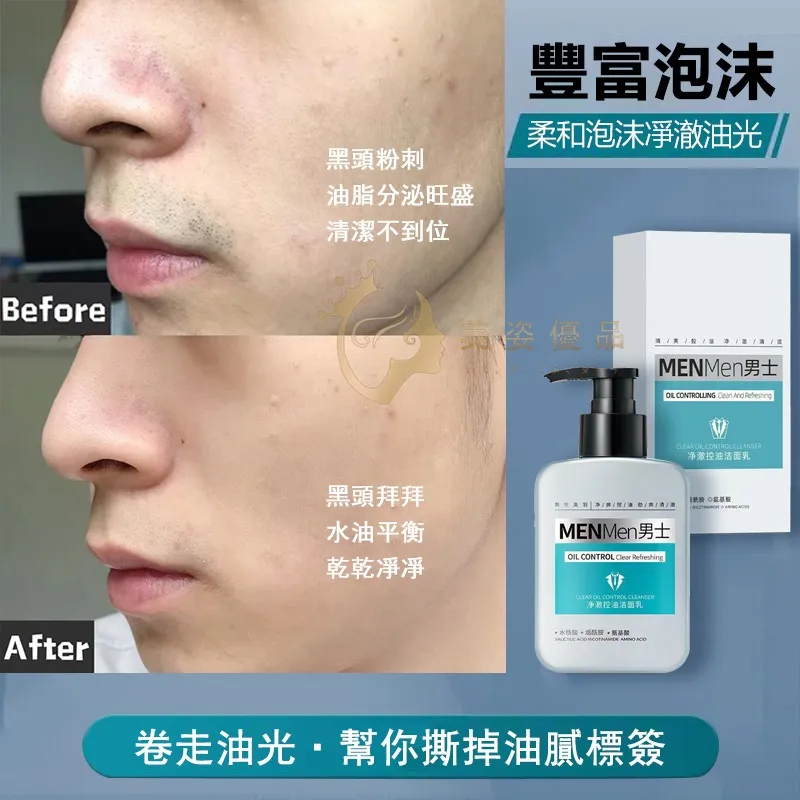 豐富泡沫
柔和泡沫淨澈油光
黑頭粉刺
油脂分泌旺盛
清潔不到位
Before
姿優品
MENMen男士
OIL CONTROLLING Clean And Refreshing
CLEAR OIL CONTROL CLEANSER
净澈控油洁面乳
MENMen男士
OIL CONTROL Clear Refreshing
CLEAR OIL CONTROL CLEANSER
净澈控油洁面乳
•水杨酸 •烟酰胺 •氨基酸
SALICYLIC ACID NICOTINAMIDE AMINO ACID
黑頭拜拜
水油平衡
乾乾淨淨
After
卷走油光·幫你撕掉油膩標簽